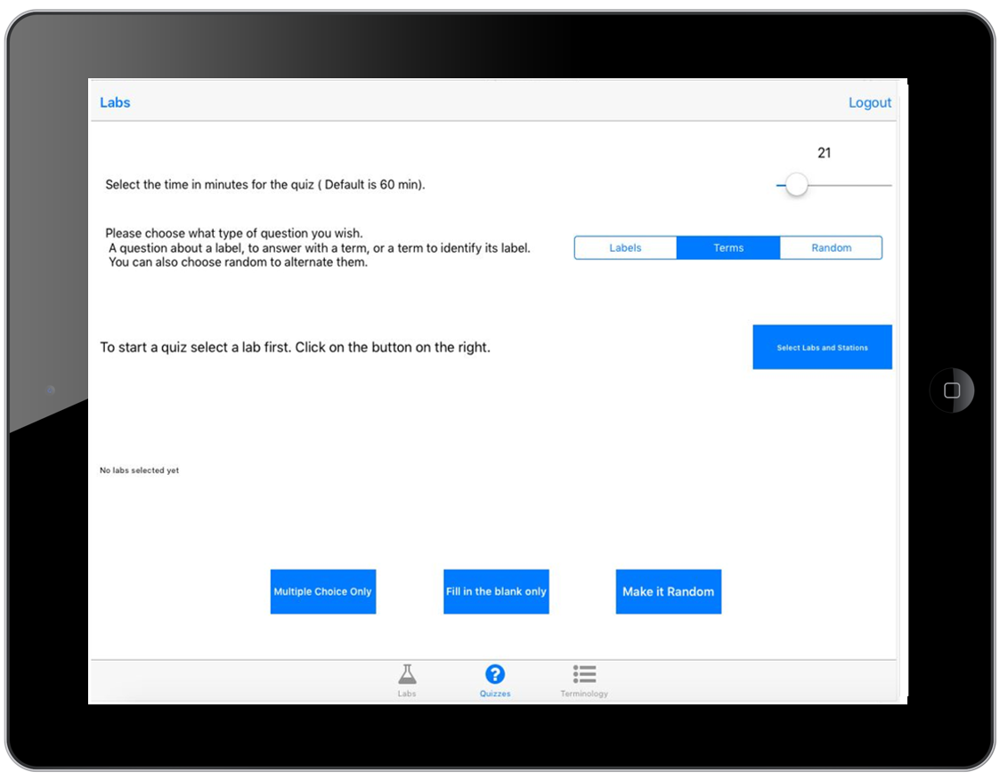 Labs
Logout
21
Select the time in minutes for the quiz ( Default is 60 min).
Please choose what type of question you wish.
A question about a label, to answer with a term, or a term to identify its label.
You can also choose random to alternate them.
Labels
Terms
Random
To start a quiz select a lab first. Click on the button on the right.
Select Labs and Stations
No labs selected yet
Multiple Choice Only
Fill in the blank only
Make it Random
?
Labs
Quizzes
Terminology